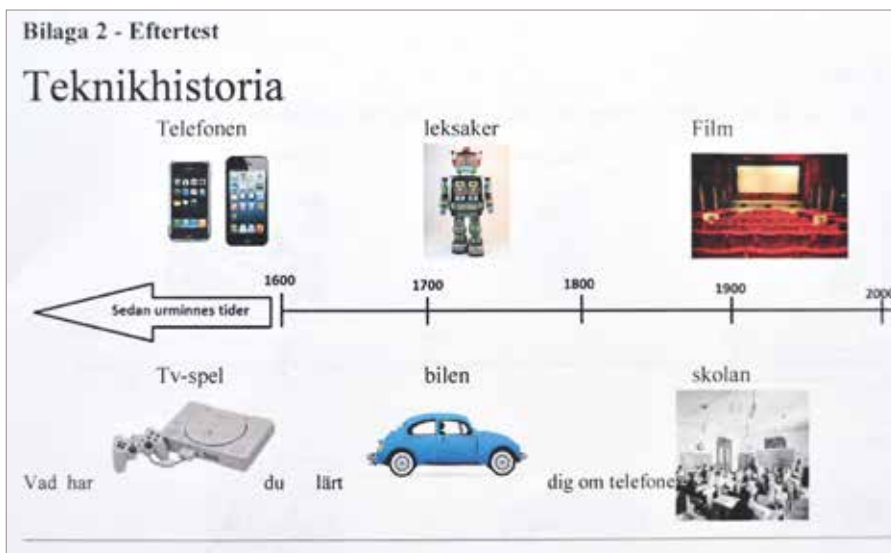 Bilaga 2 - Eftertest
Teknikhistoria
Telefonen leksaker Film
1600 1700 1800 1900 2000
Sedan urminnes tider
Tv-spel bilen skolan
Vad har du lärt dig om telefone